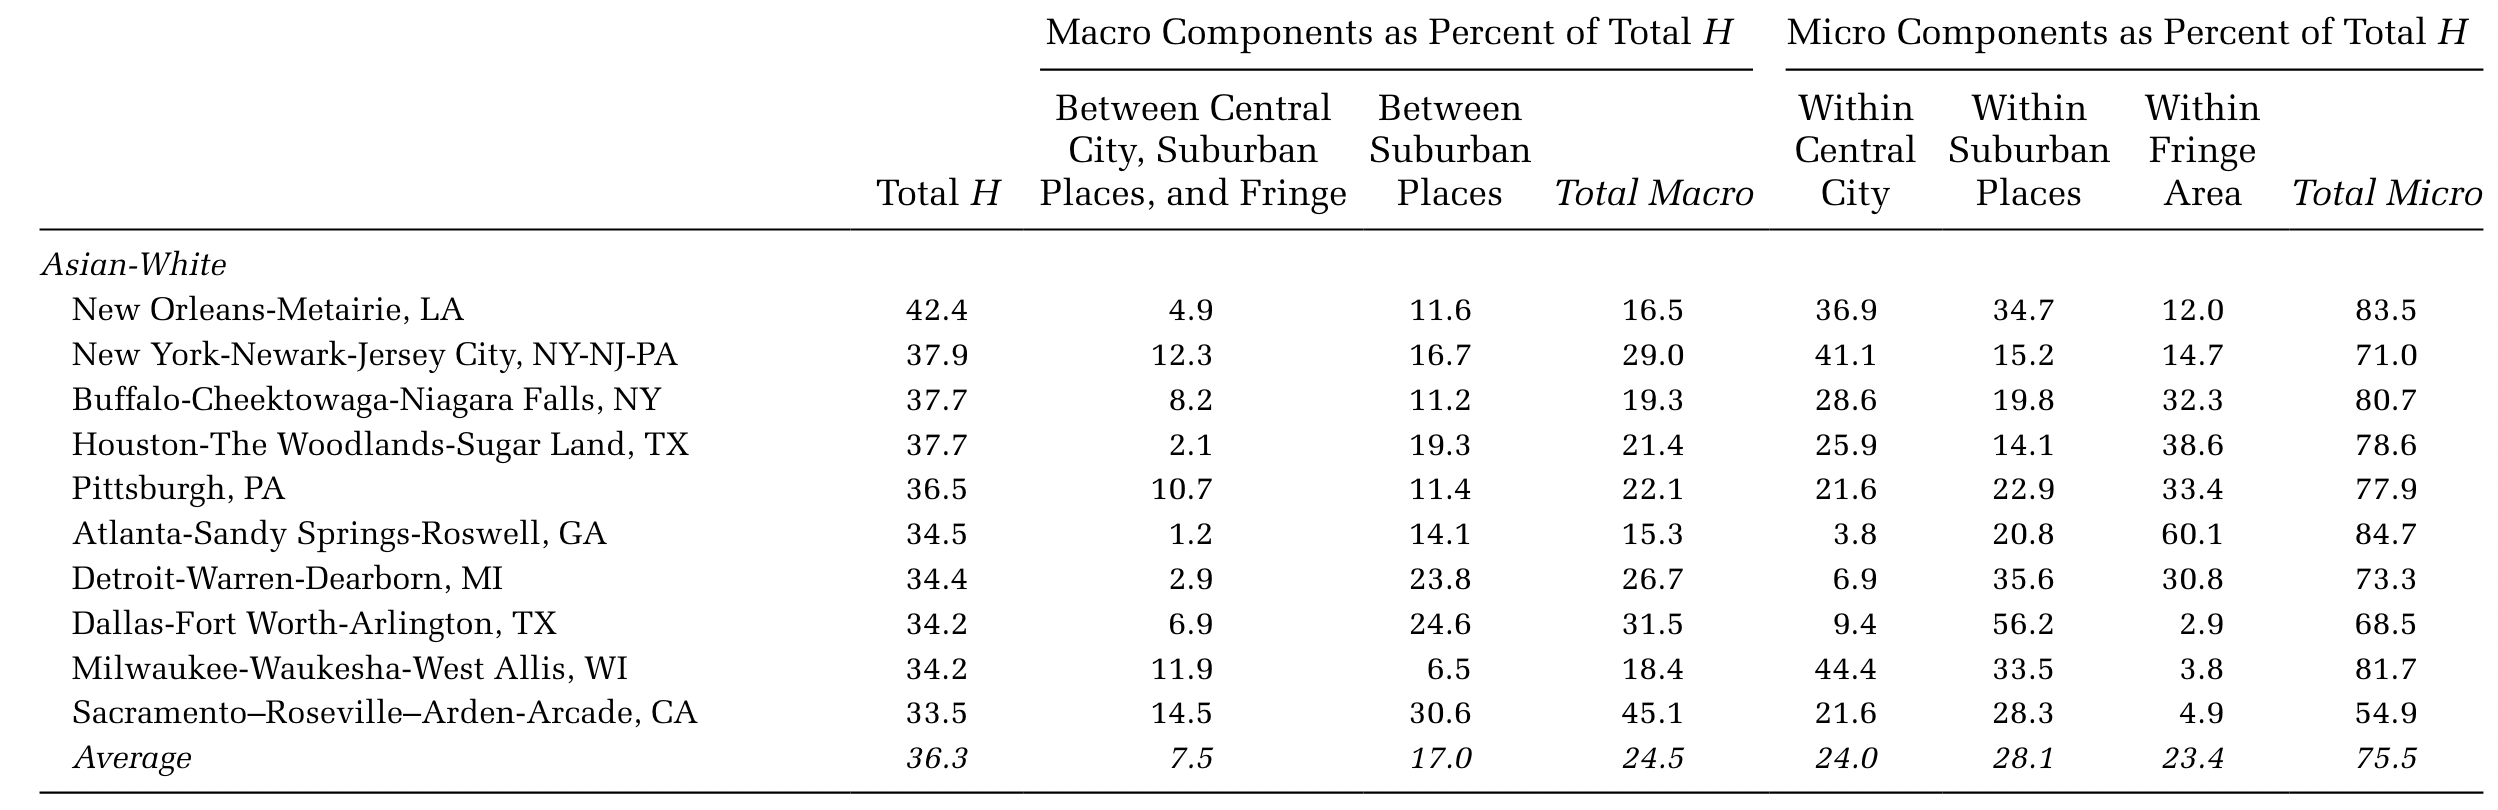 Macro Components as Percent of Total H Micro Components as Percent of Total H
Between Central Between Within Within Within
City, Suburban Suburban Central Suburban Fringe
Total H Places, and Fringe Places Total Macro City Places Area Total Micro
Asian-White
New Orleans-Metairie, LA 42.4 4.9 11.6 16.5 36.9 34.7 12.0 83.5
New York-Newark-Jersey City, NY-NJ-PA 37.9 12.3 16.7 29.0 41.1 15.2 14.7 71.0
Buffalo-Cheektowaga-Niagara Falls, NY 37.7 8.2 11.2 19.3 28.6 19.8 32.3 80.7
Houston-The Woodlands-Sugar Land, TX 37.7 2.1 19.3 21.4 25.9 14.1 38.6 78.6
Pittsburgh, PA 36.5 10.7 11.4 22.1 21.6 22.9 33.4 77.9
Atlanta-Sandy Springs-Roswell, GA 34.5 1.2 14.1 15.3 3.8 20.8 60.1 84.7
Detroit-Warren-Dearborn, MI 34.4 2.9 23.8 26.7 6.9 35.6 30.8 73.3
Dallas-Fort Worth-Arlington, TX 34.2 6.9 24.6 31.5 9.4 56.2 2.9 68.5
Milwaukee-Waukesha-West Allis, WI 34.2 11.9 6.5 18.4 44.4 33.5 3.8 81.7
Sacramento–Roseville–Arden-Arcade, CA 33.5 14.5 30.6 45.1 21.6 28.3 4.9 54.9
Average 36.3 7.5 17.0 24.5 24.0 28.1 23.4 75.5